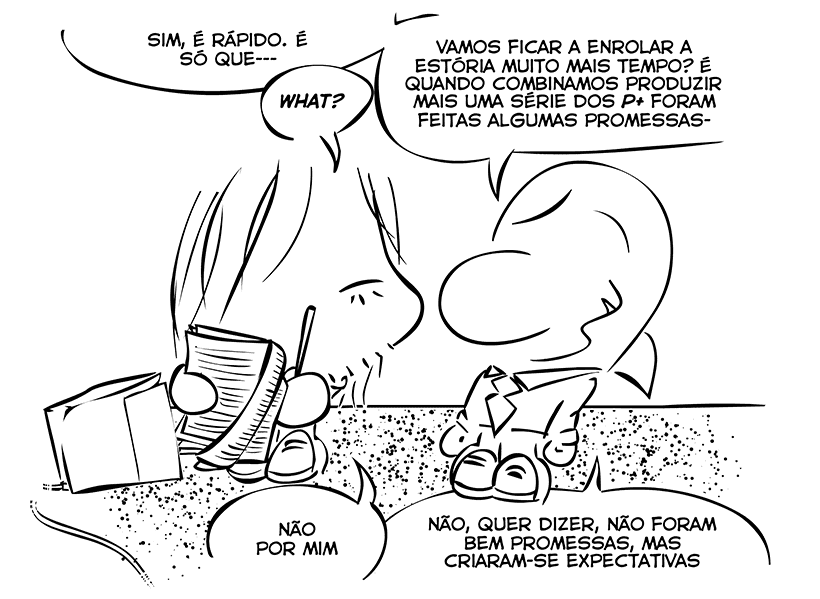 SIM, É RÁPIDO. É
SÓ QUE---
WHAT?
VAMOS FICAR A ENROLAR A
ESTÓRIA MUITO MAIS TEMPO? É
QUANDO COMBINAMOS PRODUZIR
MAIS UMA SÉRIE DOS P+ FORAM
FEITAS ALGUMAS PROMESSAS-
NÃO
POR MIM
NÃO, QUER DIZER, NÃO FORAM
BEM PROMESSAS, MAS
CRIARAM-SE EXPECTATIVAS